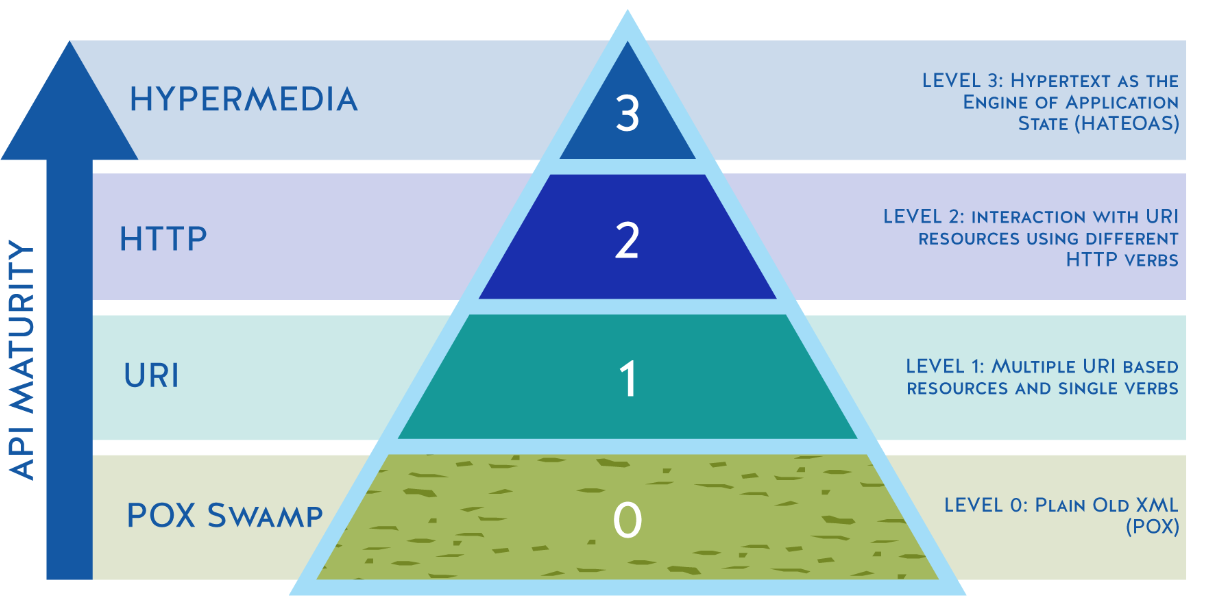 HYPERMEDIA
3
LEVEL 3: HYPERTEXT AS THE
ENGINE OF APPLICATION
STATE (HATEOAS)
HTTP
2
LEVEL 2: INTERACTION WITH URI
RESOURCES USING DIFFERENT
HTTP VERBS
URI
1
LEVEL 1: MULTIPLE URI BASED
RESOURCES AND SINGLE VERBS
POX SWAMP
0
LEVEL 0: PLAIN OLD XML
(POX)
API MATURITY